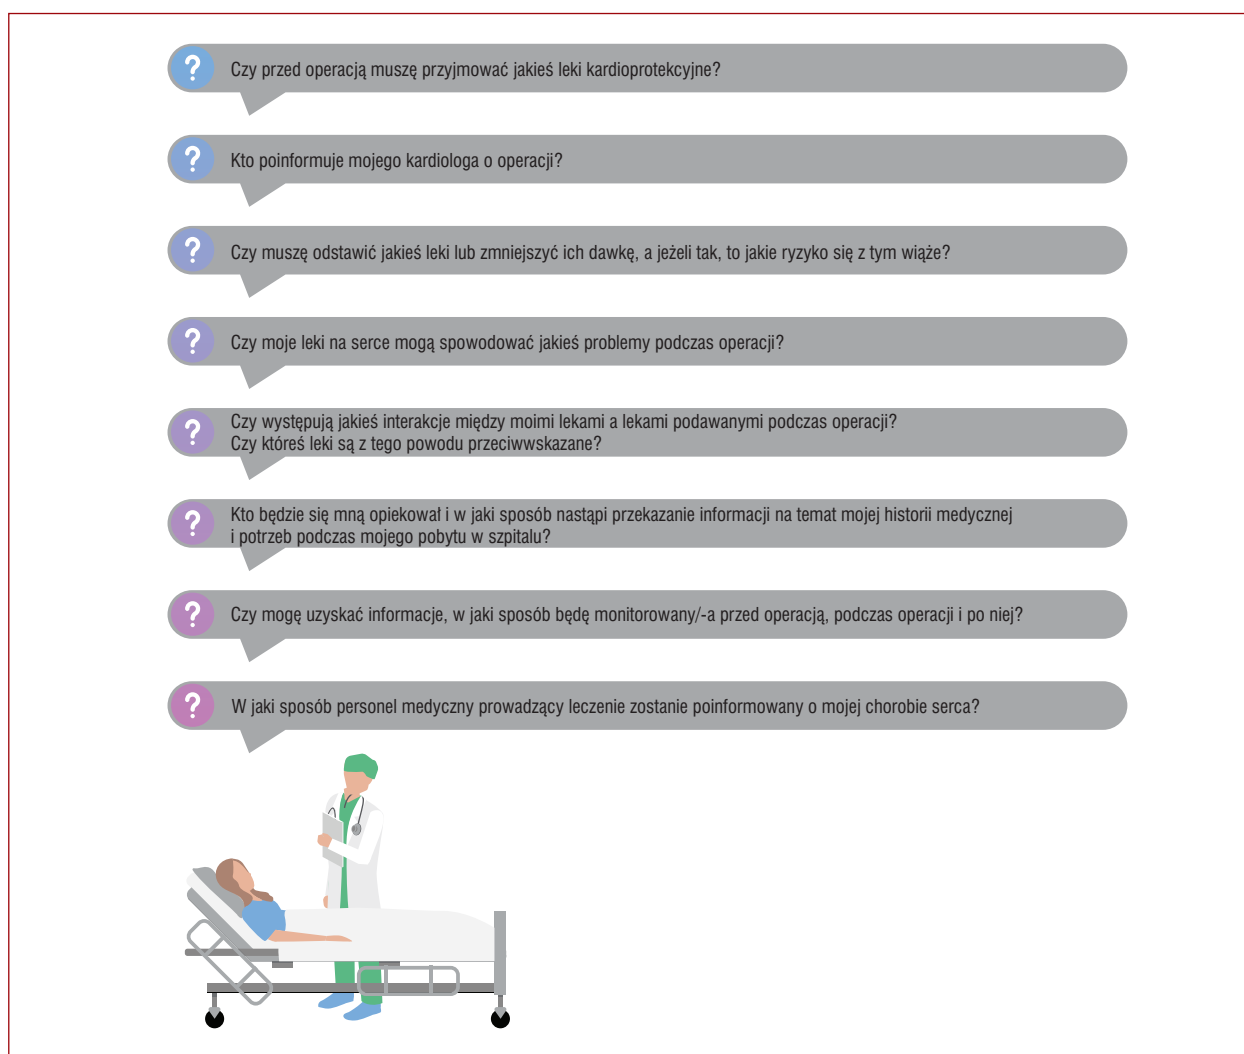 Czy przed operacją muszę przyjmować jakieś leki kardioprotekcyjne?
Kto poinformuje mojego kardiologa o operacji?
Czy muszę odstawić jakieś leki lub zmniejszyć ich dawkę, a jeżeli tak, to jakie ryzyko się z tym wiąże?
Czy moje leki na serce mogą spowodować jakieś problemy podczas operacji?
Czy występują jakieś interakcje między moimi lekami a lekami podawanymi podczas operacji?
Czy któreś leki są z tego powodu przeciwwskazane?
Kto będzie się mną opiekował i w jaki sposób nastąpi przekazanie informacji na temat mojej historii medycznej
i potrzeb podczas mojego pobytu w szpitalu?
Czy mogę uzyskać informacje, w jaki sposób będę monitorowany/-a przed operacją, podczas operacji i po niej?
W jaki sposób personel medyczny prowadzący leczenie zostanie poinformowany o mojej chorobie serca?